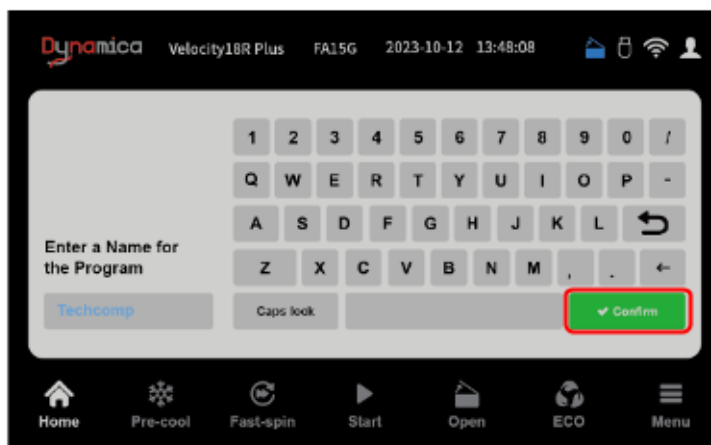 Dynamica Velocity18R Plus FA15G 2023-10-12 13:48:08
1 2 3 4 5 6 7 8 9 0 /
Q W E R T Y U I O P -
A S D F G H J K L
Enter a Name for
the Program
Z X C V B N M , . ←
Techcomp
Caps lock
✔ Confirm
Home Pre-cool Fast-spin Start Open ECO Menu